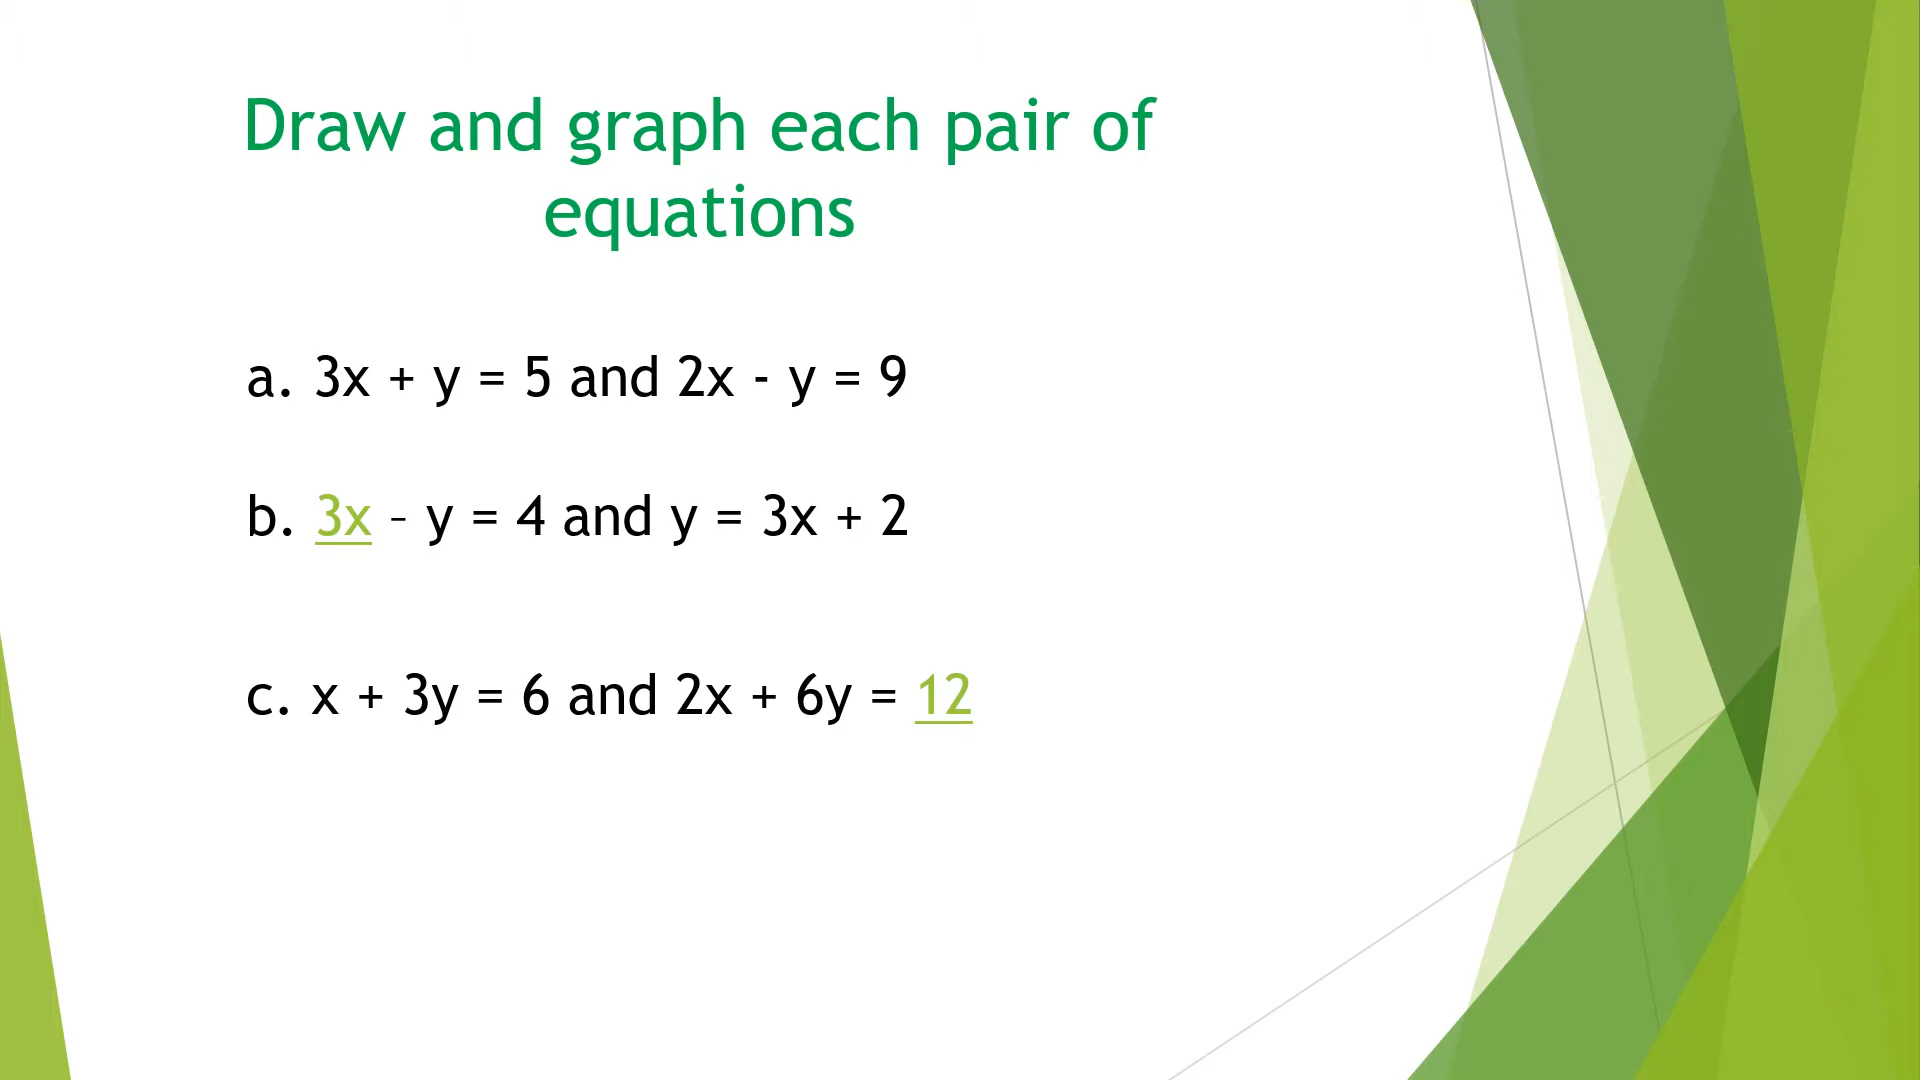 Draw and graph each pair of
equations
a. 3x + y = 5 and 2x - y = 9
b. 3x – y = 4 and y = 3x + 2
c. x + 3y = 6 and 2x + 6y = 12